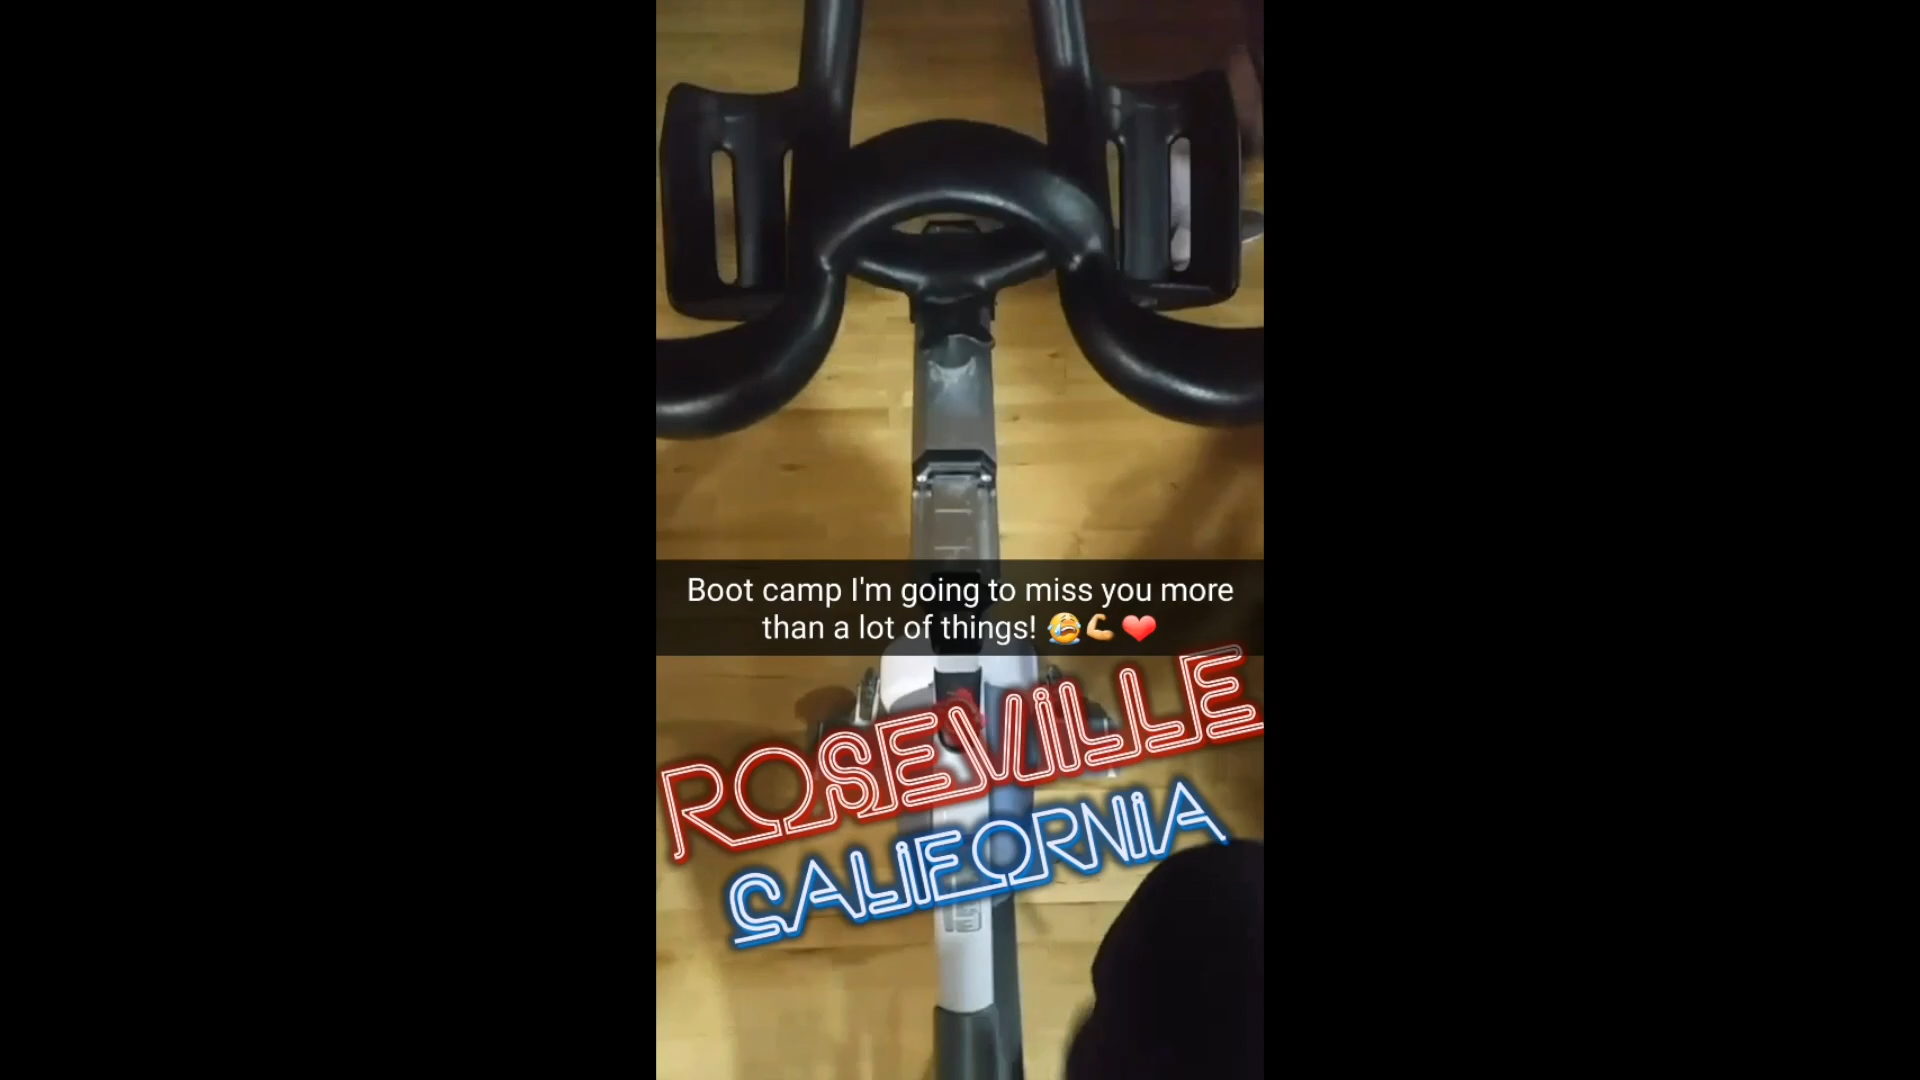 Boot camp I'm going to miss you more
than a lot of things! 😭💪❤
ROSEVILLE
CALIFORNIA